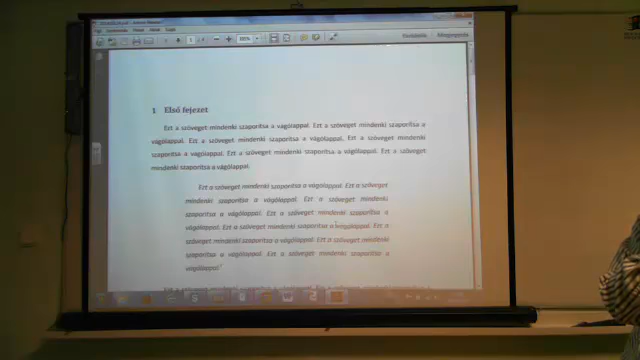 1 Első fejezet
Ezt a szöveget mindenki szaporítsa a vágólappal. Ezt a szöveget mindenki szaporítsa a
vágólappal. Ezt a szöveget mindenki szaporítsa a vágólappal. Ezt a szöveget mindenki
szaporítsa a vágólappal. Ezt a szöveget mindenki szaporítsa a vágólappal. Ezt a szöveget
mindenki szaporítsa a vágólappal.
Ezt a szöveget mindenki szaporítsa a vágólappal. Ezt a szöveget
mindenki szaporítsa a vágólappal. Ezt a szöveget mindenki
szaporítsa a vágólappal. Ezt a szöveget mindenki szaporítsa a
vágólappal. Ezt a szöveget mindenki szaporítsa a vágólappal. Ezt a
szöveget mindenki szaporítsa a vágólappal. Ezt a szöveget mindenki
szaporítsa a vágólappal. Ezt a szöveget mindenki szaporítsa a
vágólappal.